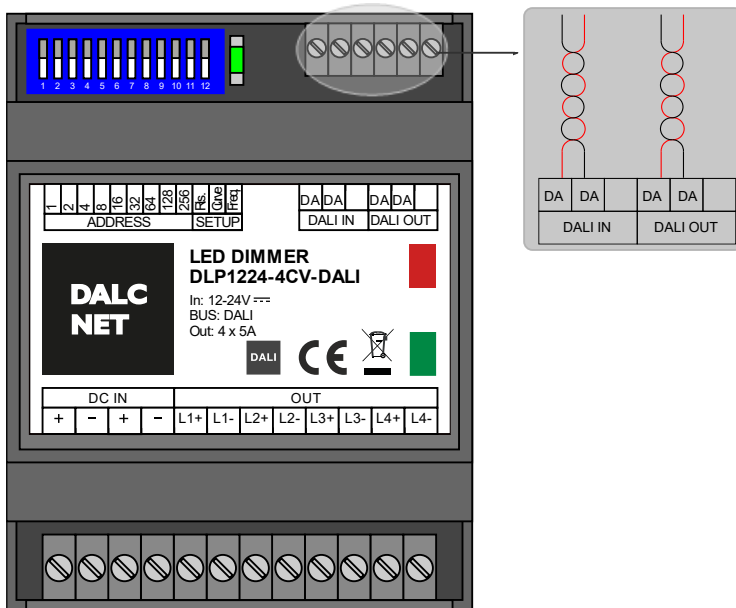 1 2 3 4 5 6 7 8 9 10 11 12
1 2 4 8 16 32 64 128 256 Ris. Curve Freq.
ADDRESS SETUP
DA DA DA DA
DALI IN DALI OUT
LED DIMMER
DLP1224-4CV-DALI
In: 12-24V
BUS: DALI
Out: 4 x 5A
DALC
NET
DALI
CE
DC IN OUT
+ − + − L1+ L1- L2+ L2- L3+ L3- L4+ L4-
DA DA DA DA
DALI IN DALI OUT